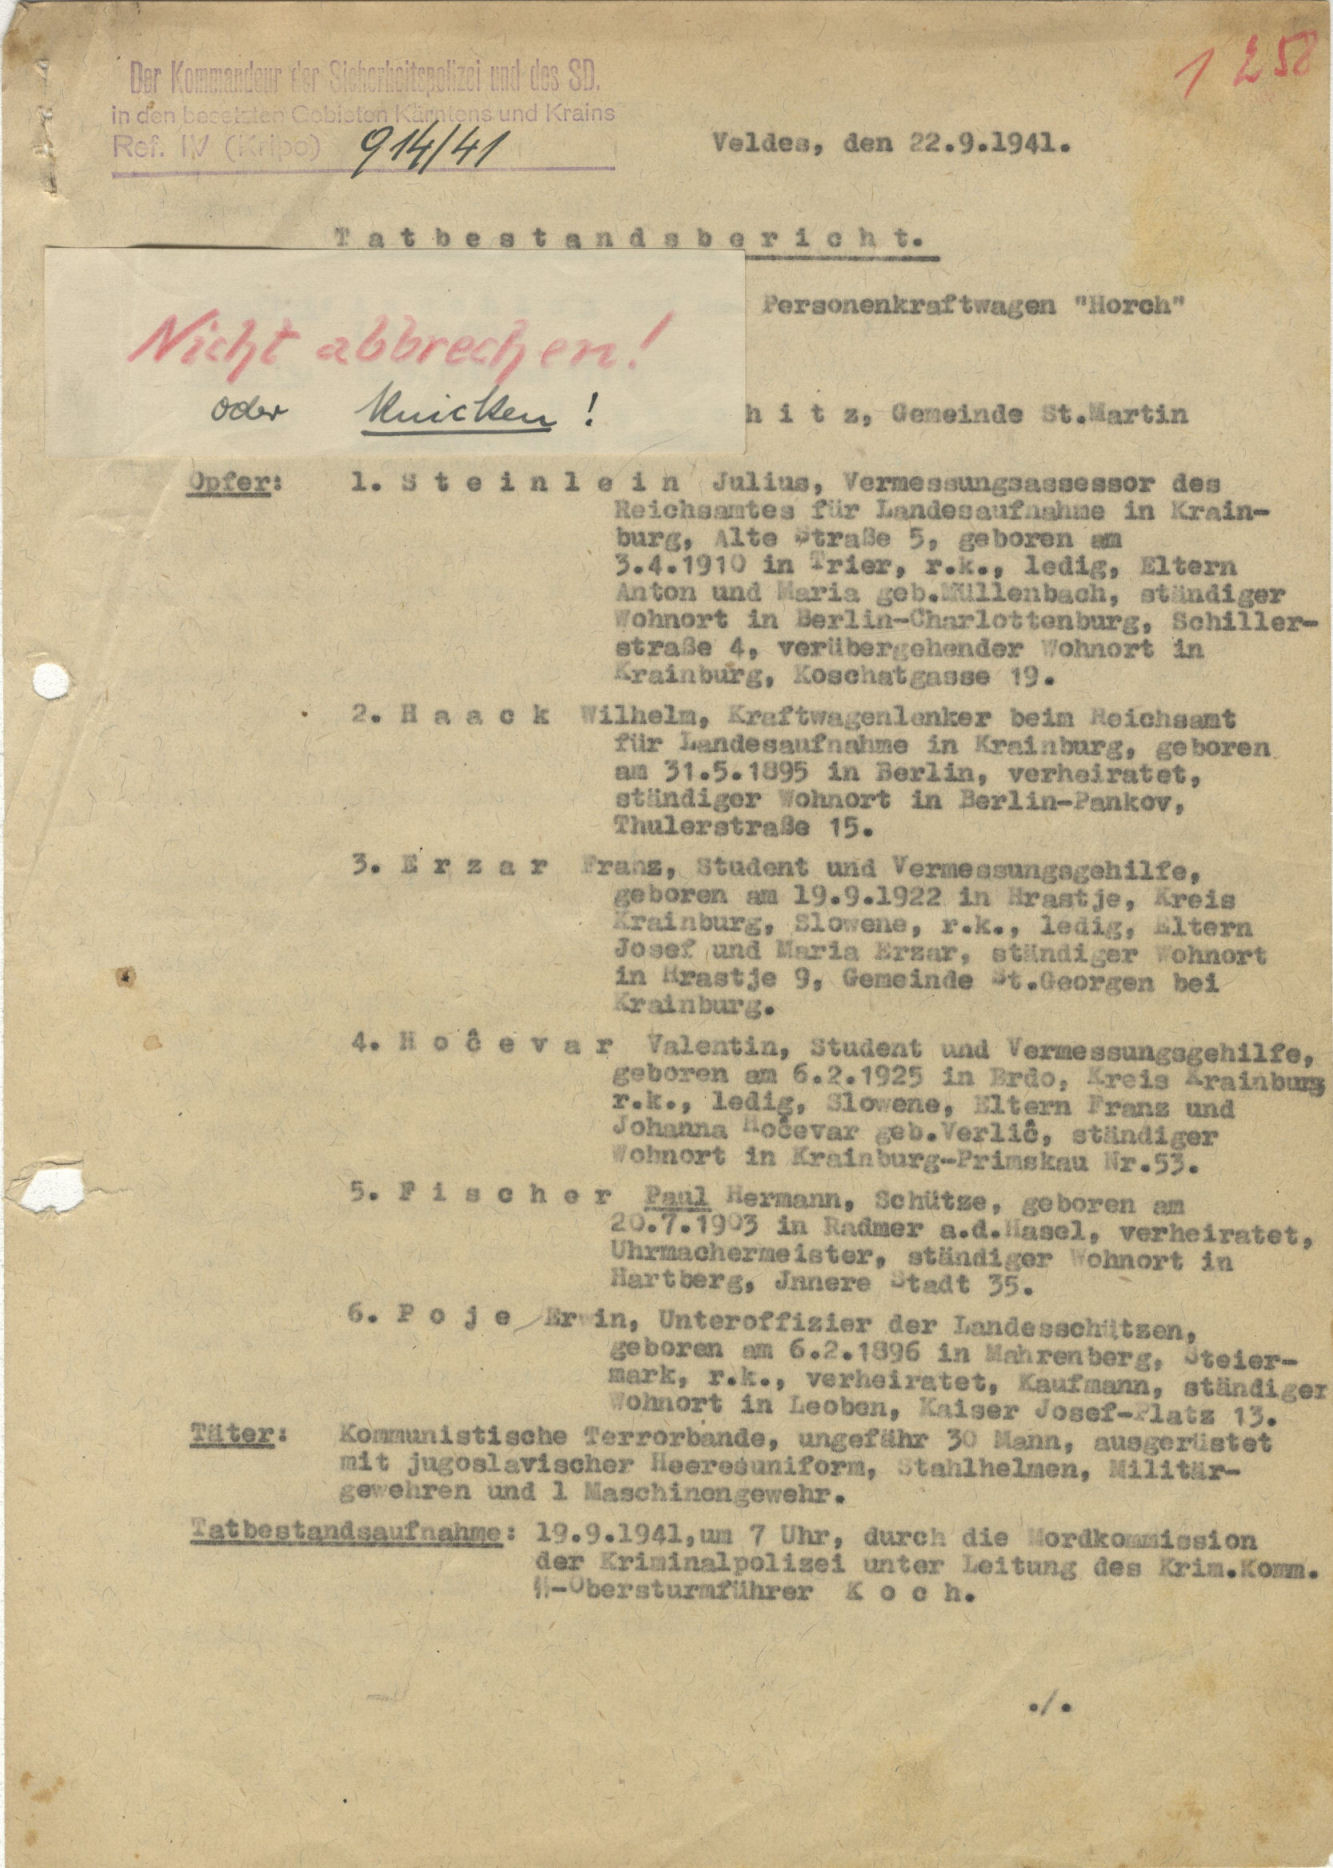 1 258
Der Kommandeur der Sicherheitspolizei und des SD.
in den besetzten Gebieten Kärntens und Krains
Ref. IV (Kripo) 914/41
Veldes, den 22.9.1941.
T a t b e s t a n d s b e r i c h t.
Personenkraftwagen "Horch"
Nicht abbrechen!
oder knicken!
h i t z, Gemeinde St.Martin
Opfer: 1. S t e i n l e i n Julius, Vermessungsassessor des
Reichsamtes für Landesaufnahme in Krain-
burg, Alte Straße 5, geboren am
3.4.1910 in Trier, r.k., ledig, Eltern
Anton und Maria geb.Müllenbach, ständiger
Wohnort in Berlin-Charlottenburg, Schiller-
straße 4, verübergehender Wohnort in
Krainburg, Koschatgasse 19.
2. H a a c k Wilhelm, Kraftwagenlenker beim Reichsamt
für Landesaufnahme in Krainburg, geboren
am 31.5.1895 in Berlin, verheiratet,
ständiger Wohnort in Berlin-Pankov,
Thulerstraße 15.
3. E r z a r Franz, Student und Vermessungsgehilfe,
geboren am 19.9.1922 in Hrastje, Kreis
Krainburg, Slowene, r.k., ledig, Eltern
Josef und Maria Erzar, ständiger Wohnort
in Hrastje 9, Gemeinde St.Georgen bei
Krainburg.
4. H o ĉ e v a r Valentin, Student und Vermessungsgehilfe,
geboren am 6.2.1925 in Brdo, Kreis Krainburg
r.k., ledig, Slowene, Eltern Franz und
Johanna Hoĉevar geb.Verliĉ, ständiger
Wohnort in Krainburg-Primskau Nr.53.
5. F i s c h e r Paul Hermann, Schütze, geboren am
20.7.1903 in Radmer a.d.Hasel, verheiratet,
Uhrmachermeister, ständiger Wohnort in
Hartberg, Jnnere Stadt 35.
6. P o j e Erwin, Unteroffizier der Landesschützen,
geboren am 6.2.1896 in Mahrenberg, Steier-
mark, r.k., verheiratet, Kaufmann, ständiger
Wohnort in Leoben, Kaiser Josef-Platz 13.
Täter: Kommunistische Terrorbande, ungefähr 30 Mann, ausgerüstet
mit jugoslavischer Heeresuniform, Stahlhelmen, Militär-
gewehren und 1 Maschinengewehr.
Tatbestandsaufnahme: 19.9.1941,um 7 Uhr, durch die Mordkommission
der Kriminalpolizei unter Leitung des Krim.Komm.
SS-Obersturmführer K o c h.
./.